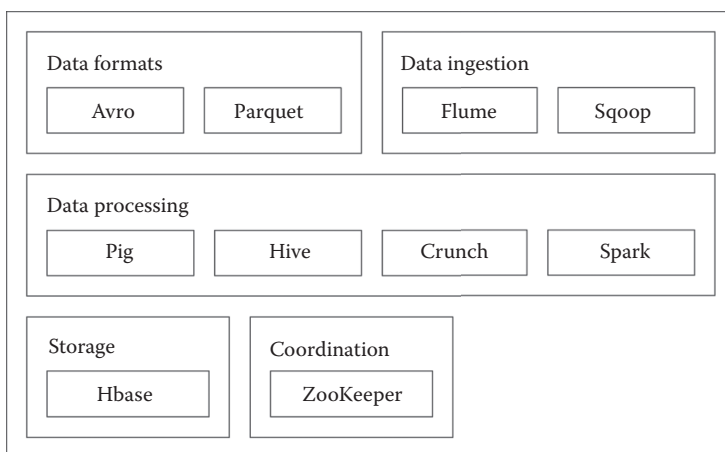 Data formats
Avro Parquet
Data ingestion
Flume Sqoop
Data processing
Pig Hive Crunch Spark
Storage
Hbase
Coordination
ZooKeeper